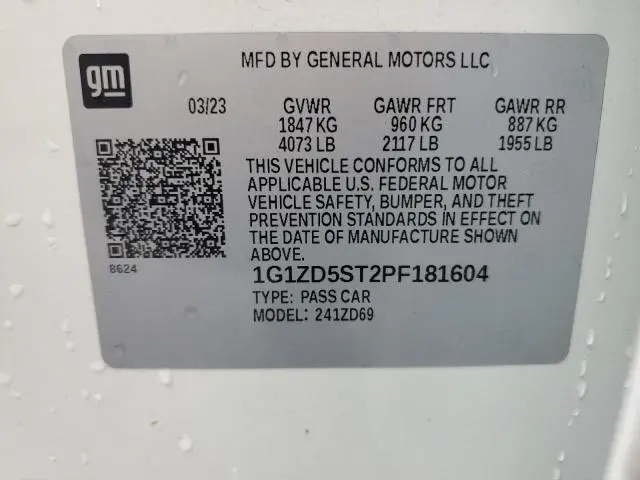 gm
MFD BY GENERAL MOTORS LLC
03/23 GVWR GAWR FRT GAWR RR
1847 KG 960 KG 887 KG
4073 LB 2117 LB 1955 LB
THIS VEHICLE CONFORMS TO ALL
APPLICABLE U.S. FEDERAL MOTOR
VEHICLE SAFETY, BUMPER, AND THEFT
PREVENTION STANDARDS IN EFFECT ON
THE DATE OF MANUFACTURE SHOWN
ABOVE.
8624
1G1ZD5ST2PF181604
TYPE: PASS CAR
MODEL: 241ZD69